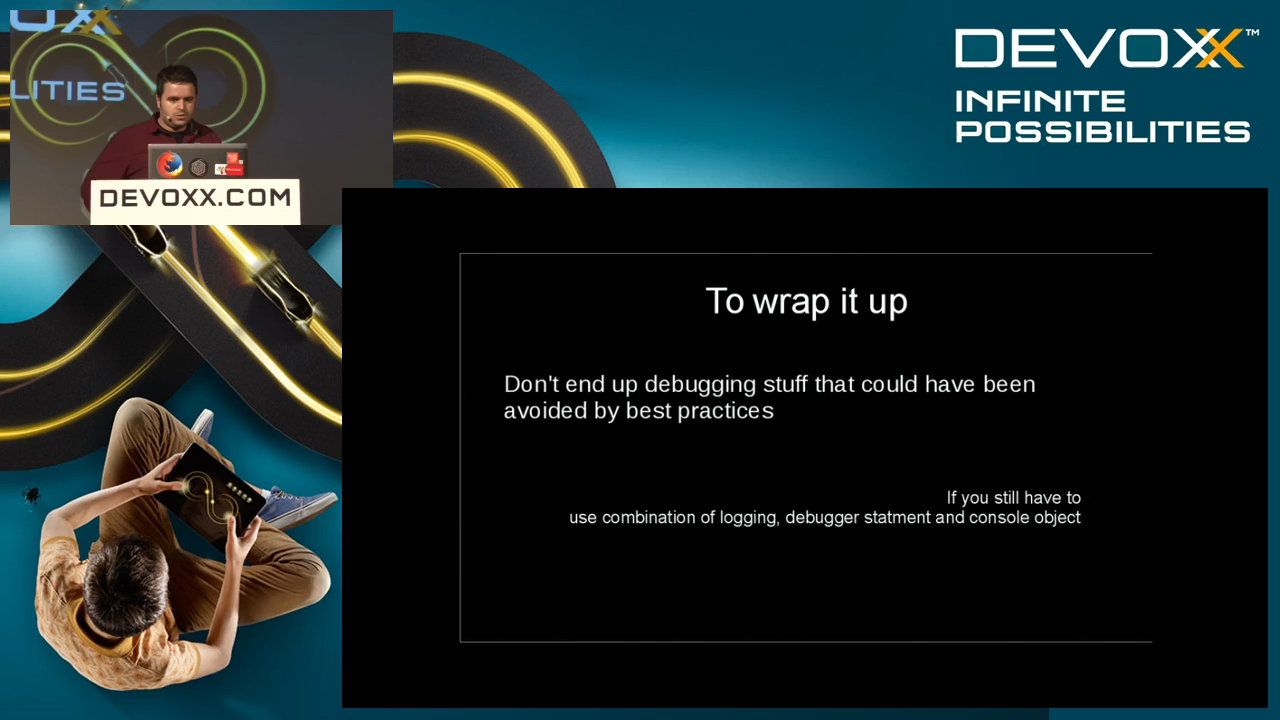 DEVOXX™
INFINITE
POSSIBILITIES
LITIES
DEVOXX.COM
To wrap it up
Don't end up debugging stuff that could have been
avoided by best practices
If you still have to
use combination of logging, debugger statment and console object